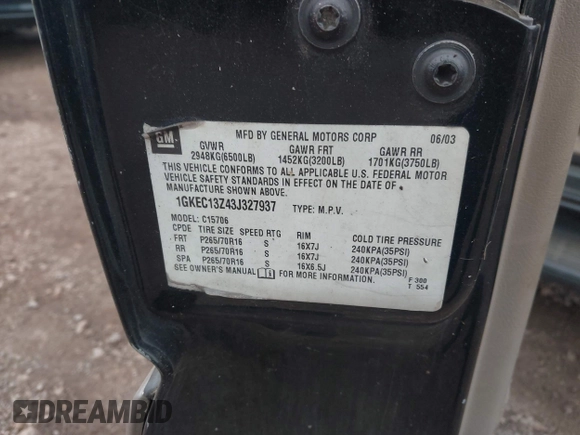 GM MFD BY GENERAL MOTORS CORP 06/03
GVWR GAWR FRT GAWR RR
2948KG(6500LB) 1452KG(3200LB) 1701KG(3750LB)
THIS VEHICLE CONFORMS TO ALL APPLICABLE U.S. FEDERAL MOTOR
VEHICLE SAFETY STANDARDS IN EFFECT ON THE DATE OF
MANUFACTURE SHOWN ABOVE.
1GKEC13Z43J327937 TYPE: M.P.V.
MODEL: C15706
CPDE TIRE SIZE SPEED RTG RIM COLD TIRE PRESSURE
FRT P265/70R16 S 16X7J 240KPA(35PSI)
RR P265/70R16 S 16X7J 240KPA(35PSI)
SPA P265/70R16 S 16X6.5J 240KPA(35PSI)
SEE OWNER'S MANUAL FOR MORE INFORMATION. F 300
T 554
DREAMBID